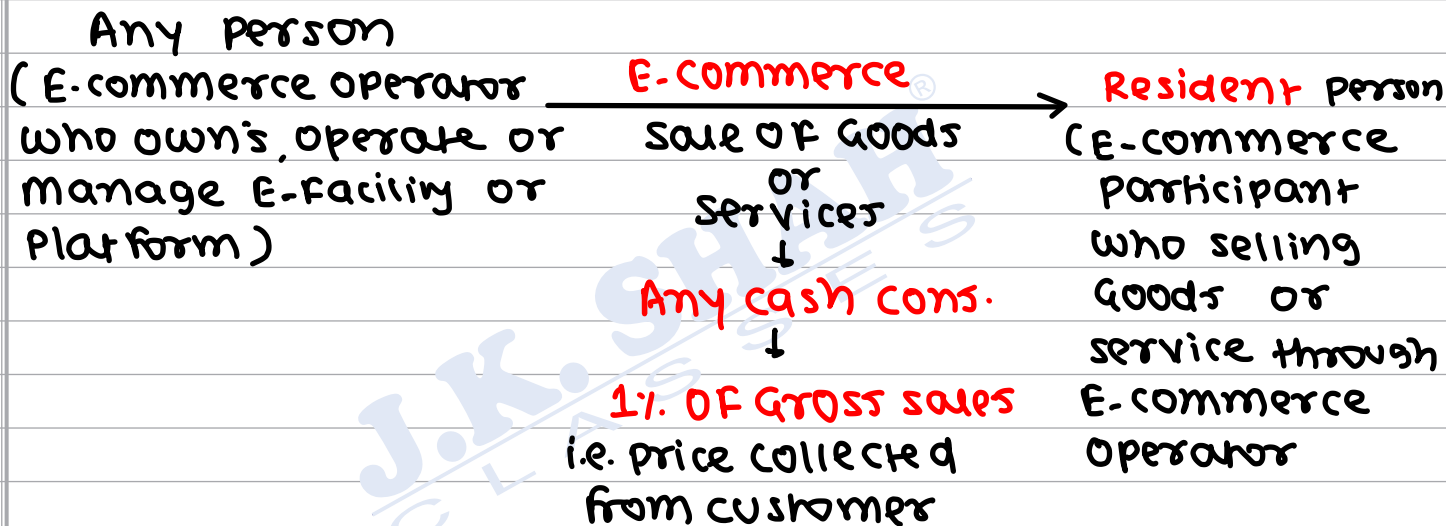 Any person
(E-commerce operator
who own's, operate or
manage E-Facility or
Platform)
E-Commerce
Sale OF Goods
or
Services
↓
Any cash cons.
↓
1% OF Gross sales
i.e. price collected
from customer
Resident person
(E-commerce
participant
who selling
Goods or
service through
E-commerce
operator
J.K. SHAH®
CLASSES